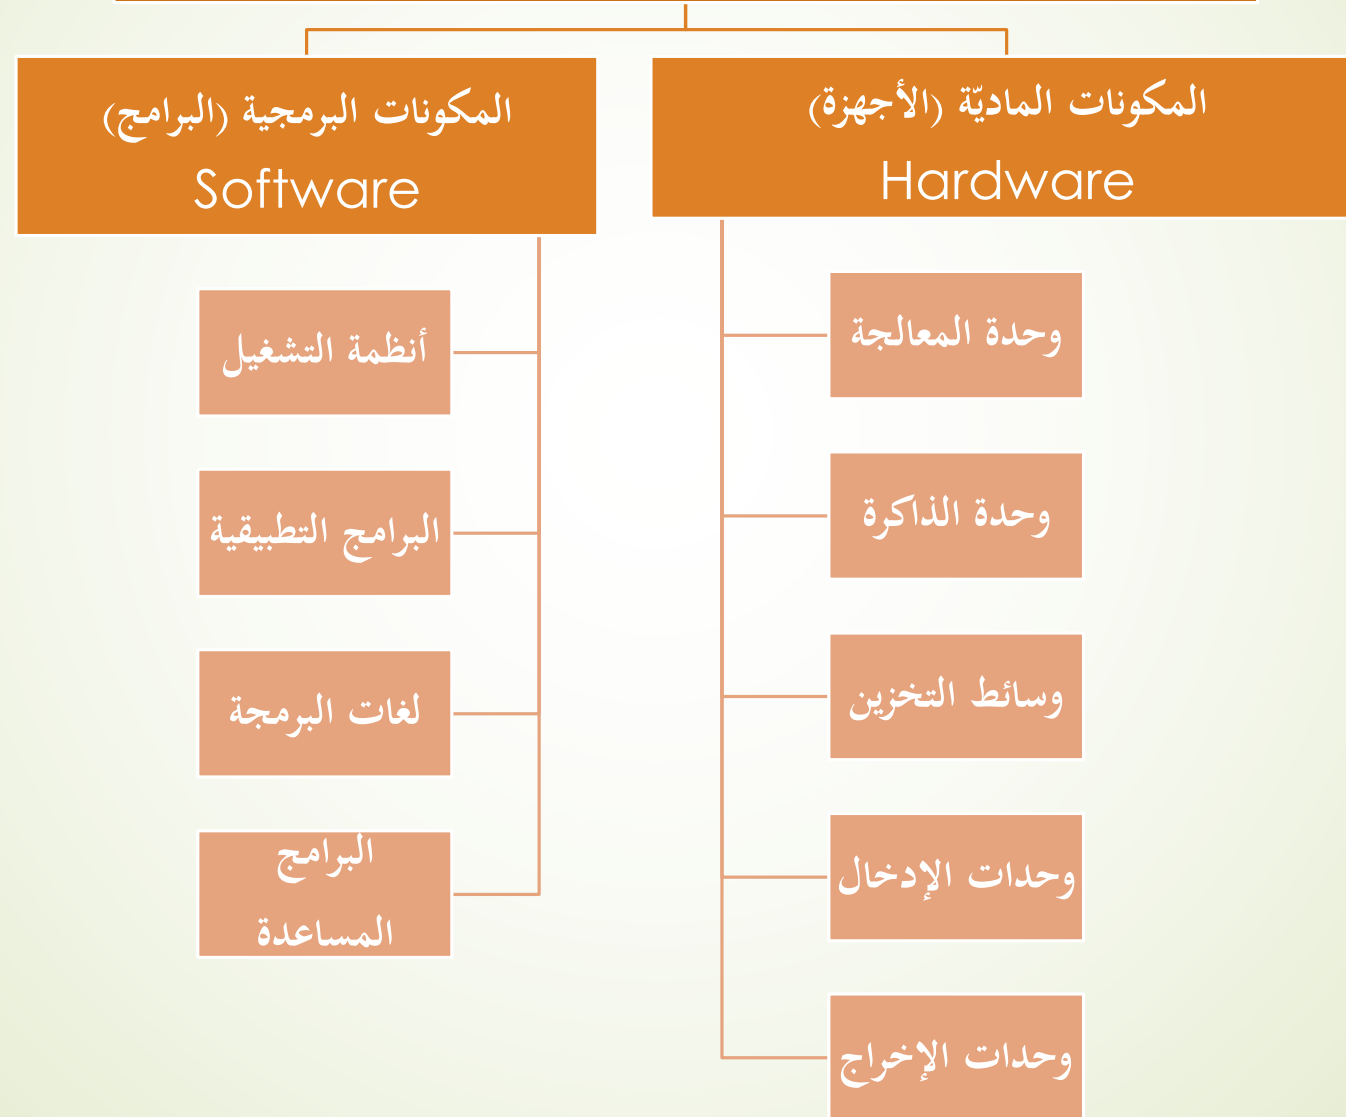 المكونات الماديّة (الأجهزة)
Hardware
وحدة المعالجة
وحدة الذاكرة
وسائط التخزين
وحدات الإدخال
وحدات الإخراج
المكونات البرمجية (البرامج)
Software
أنظمة التشغيل
البرامج التطبيقية
لغات البرمجة
البرامج
المساعدة